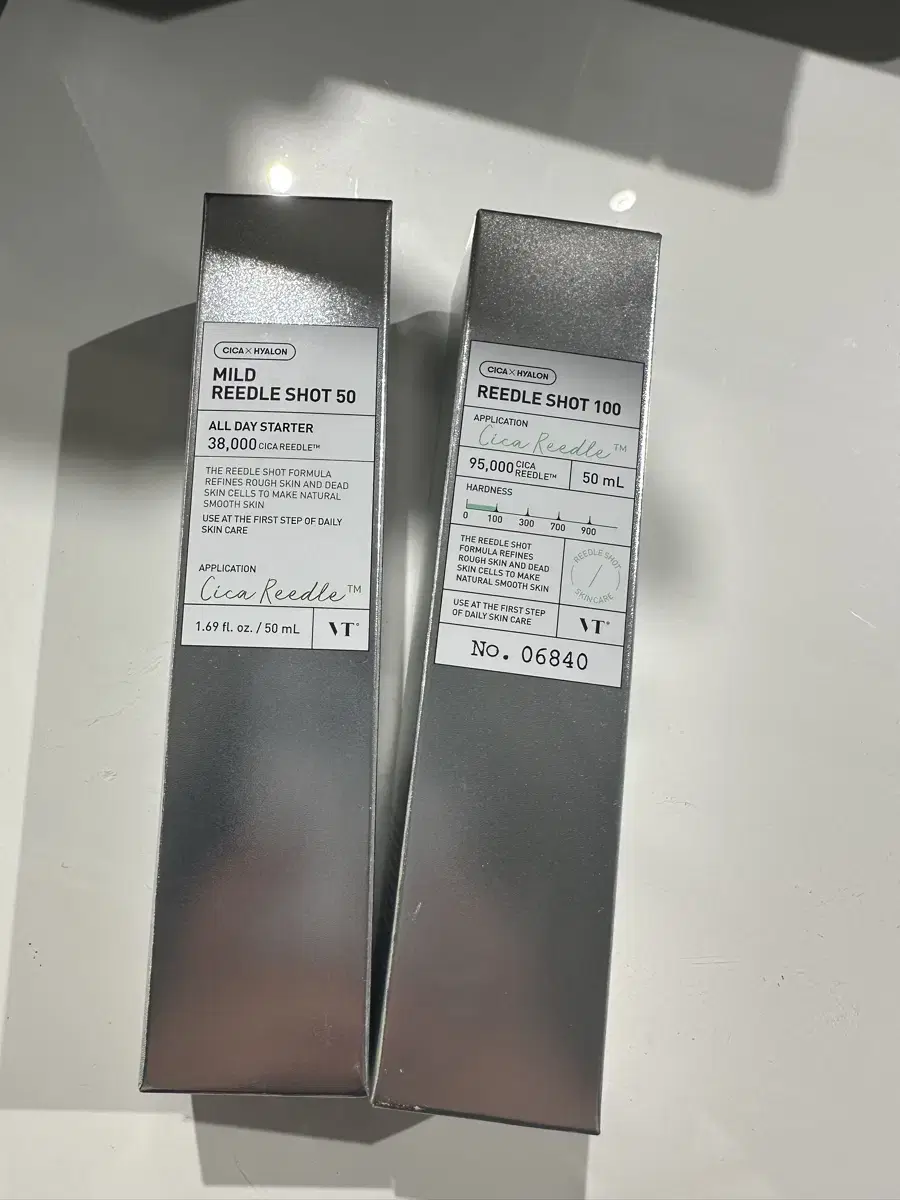 CICA × HYALON
MILD
REEDLE SHOT 50
ALL DAY STARTER
38,000 CICA REEDLE™
THE REEDLE SHOT FORMULA
REFINES ROUGH SKIN AND DEAD
SKIN CELLS TO MAKE NATURAL
SMOOTH SKIN
USE AT THE FIRST STEP OF DAILY
SKIN CARE
APPLICATION
Cica Reedle™
1.69 fl. oz. / 50 mL
VT®
CICA × HYALON
REEDLE SHOT 100
APPLICATION
Cica Reedle™
95,000 CICA
REEDLE™
50 mL
HARDNESS
0 100 300 700 900
THE REEDLE SHOT
FORMULA REFINES
ROUGH SKIN AND DEAD
SKIN CELLS TO MAKE
NATURAL SMOOTH SKIN
REEDLE SHOT
SKIN CARE
USE AT THE FIRST STEP
OF DAILY SKIN CARE
VT®
No. 06840